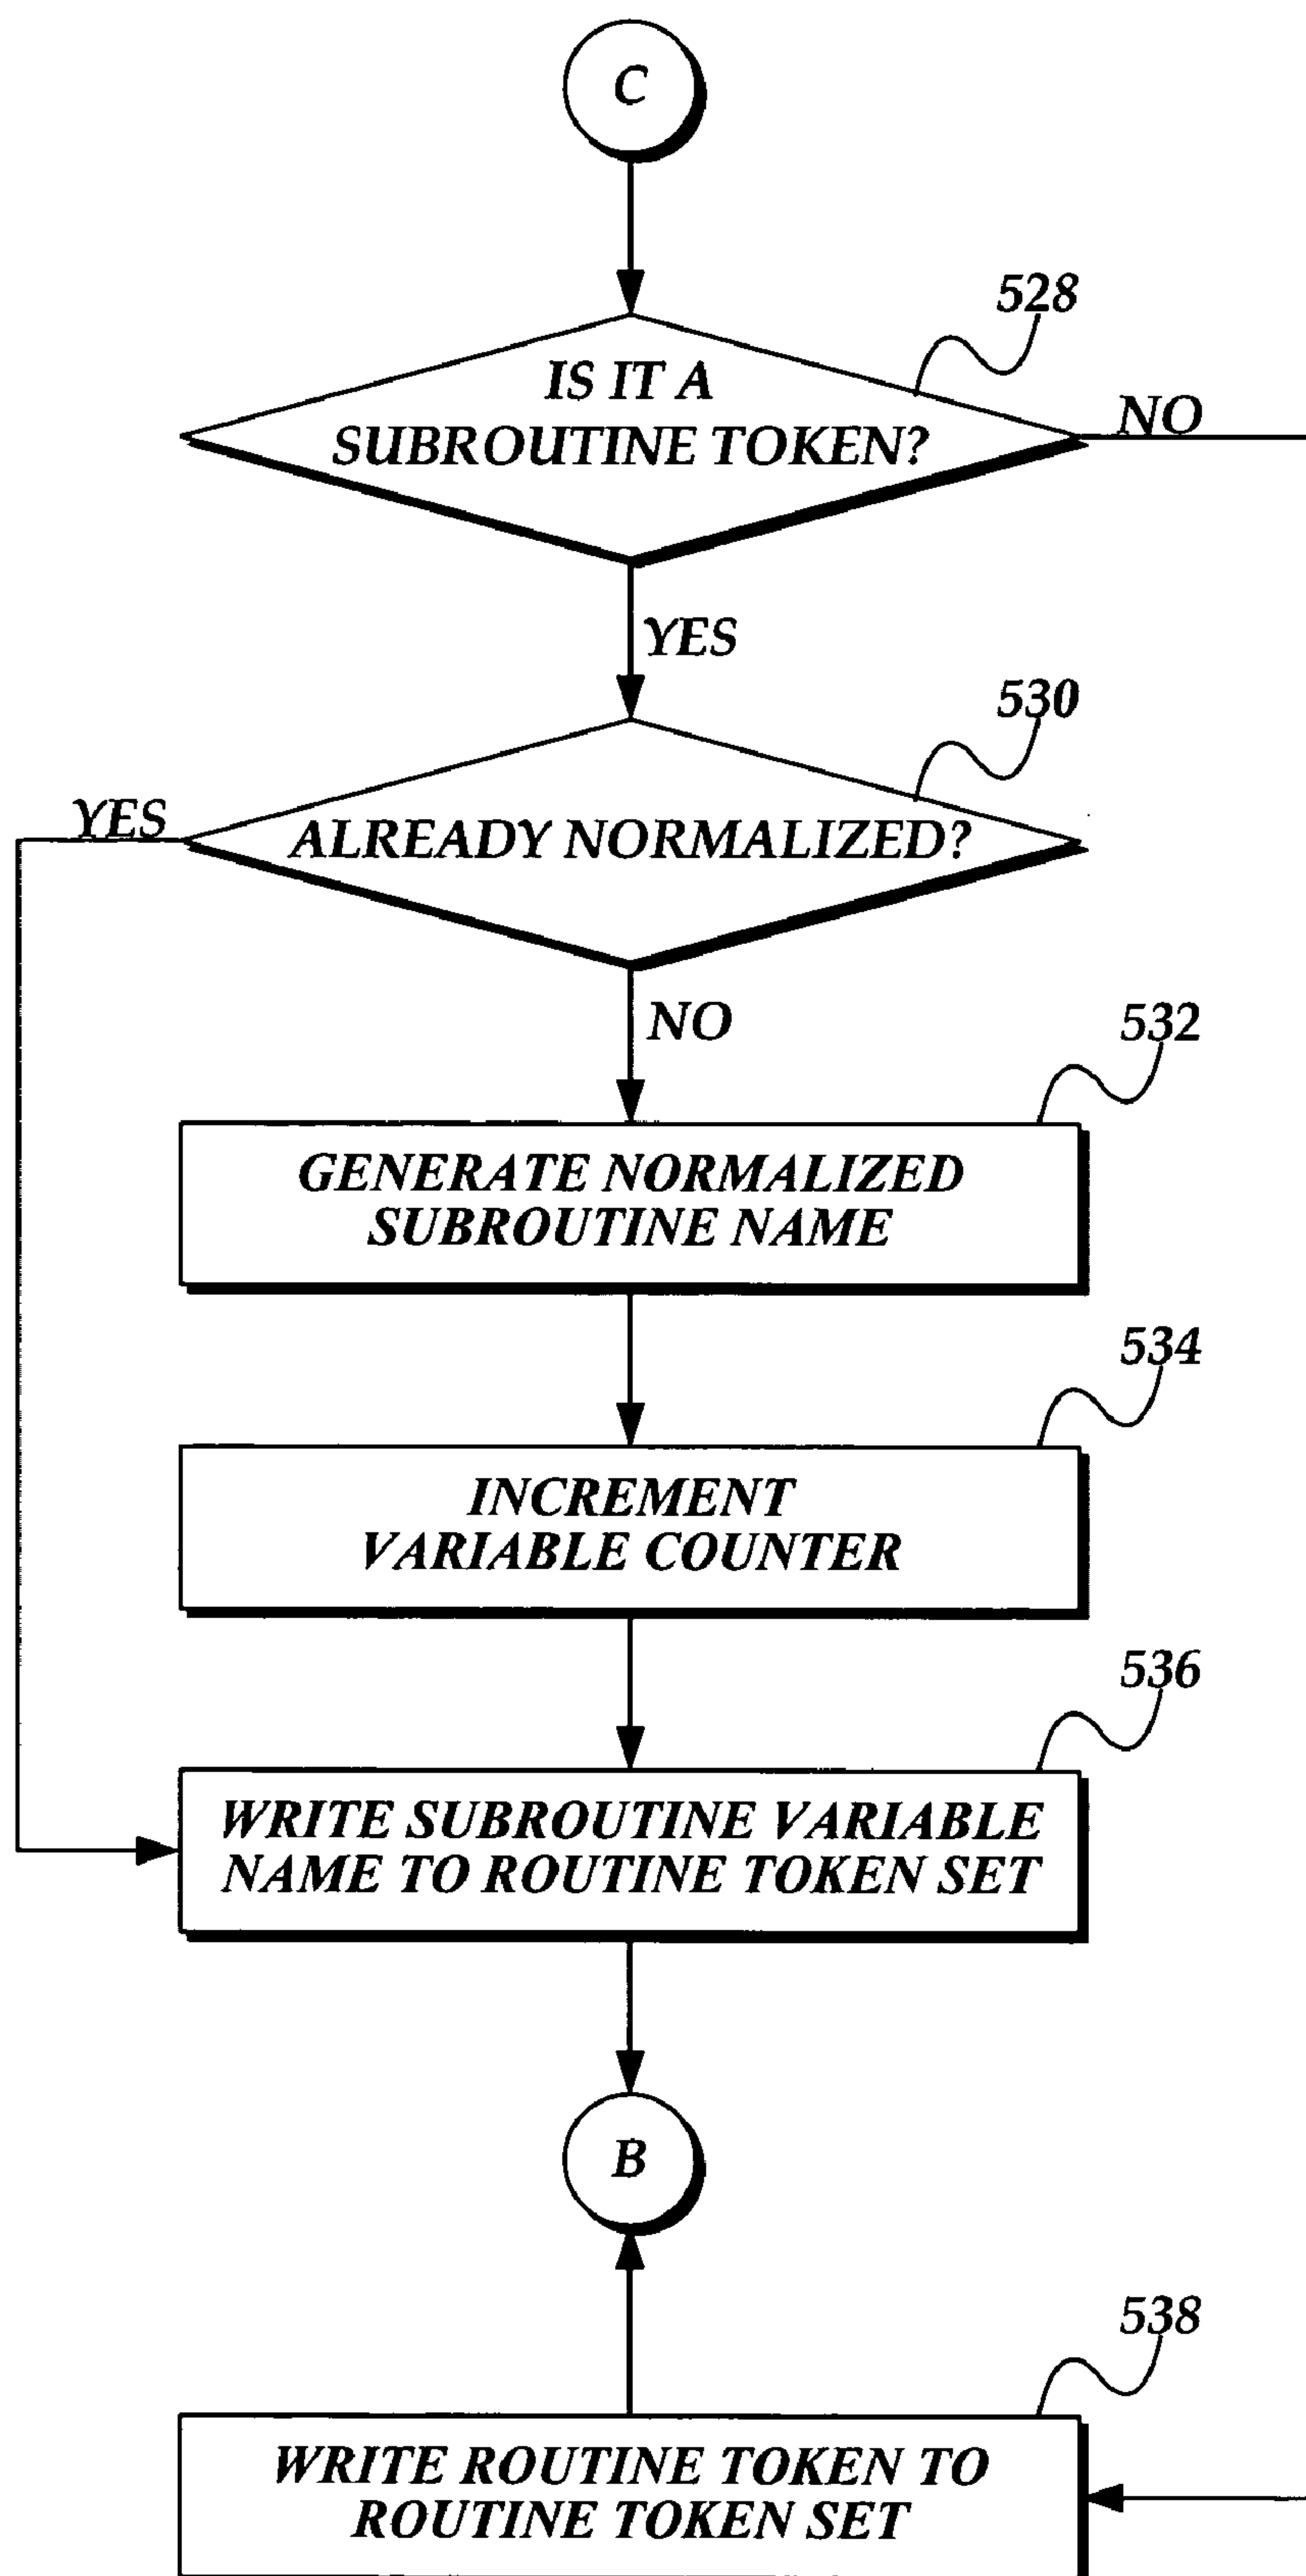 C
528
IS IT A
SUBROUTINE TOKEN?
NO
YES
530
YES
ALREADY NORMALIZED?
NO
532
GENERATE NORMALIZED
SUBROUTINE NAME
534
INCREMENT
VARIABLE COUNTER
536
WRITE SUBROUTINE VARIABLE
NAME TO ROUTINE TOKEN SET
B
538
WRITE ROUTINE TOKEN TO
ROUTINE TOKEN SET